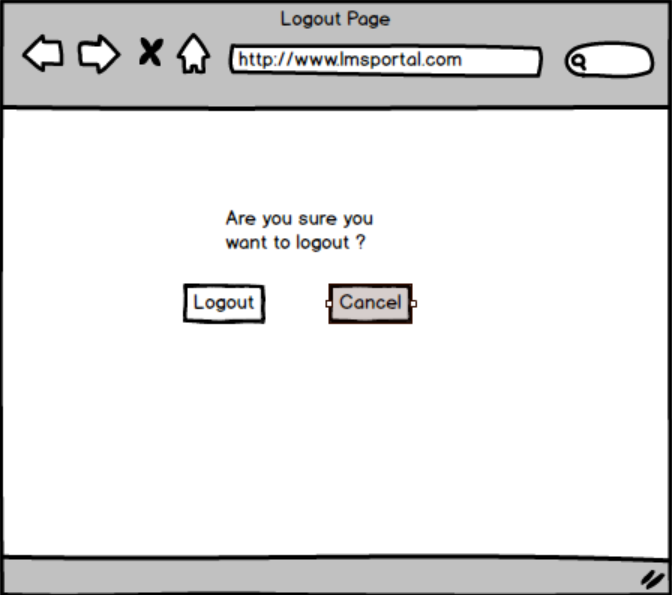 Logout Page
http://www.lmsportal.com
Are you sure you
want to logout ?
Logout
Cancel